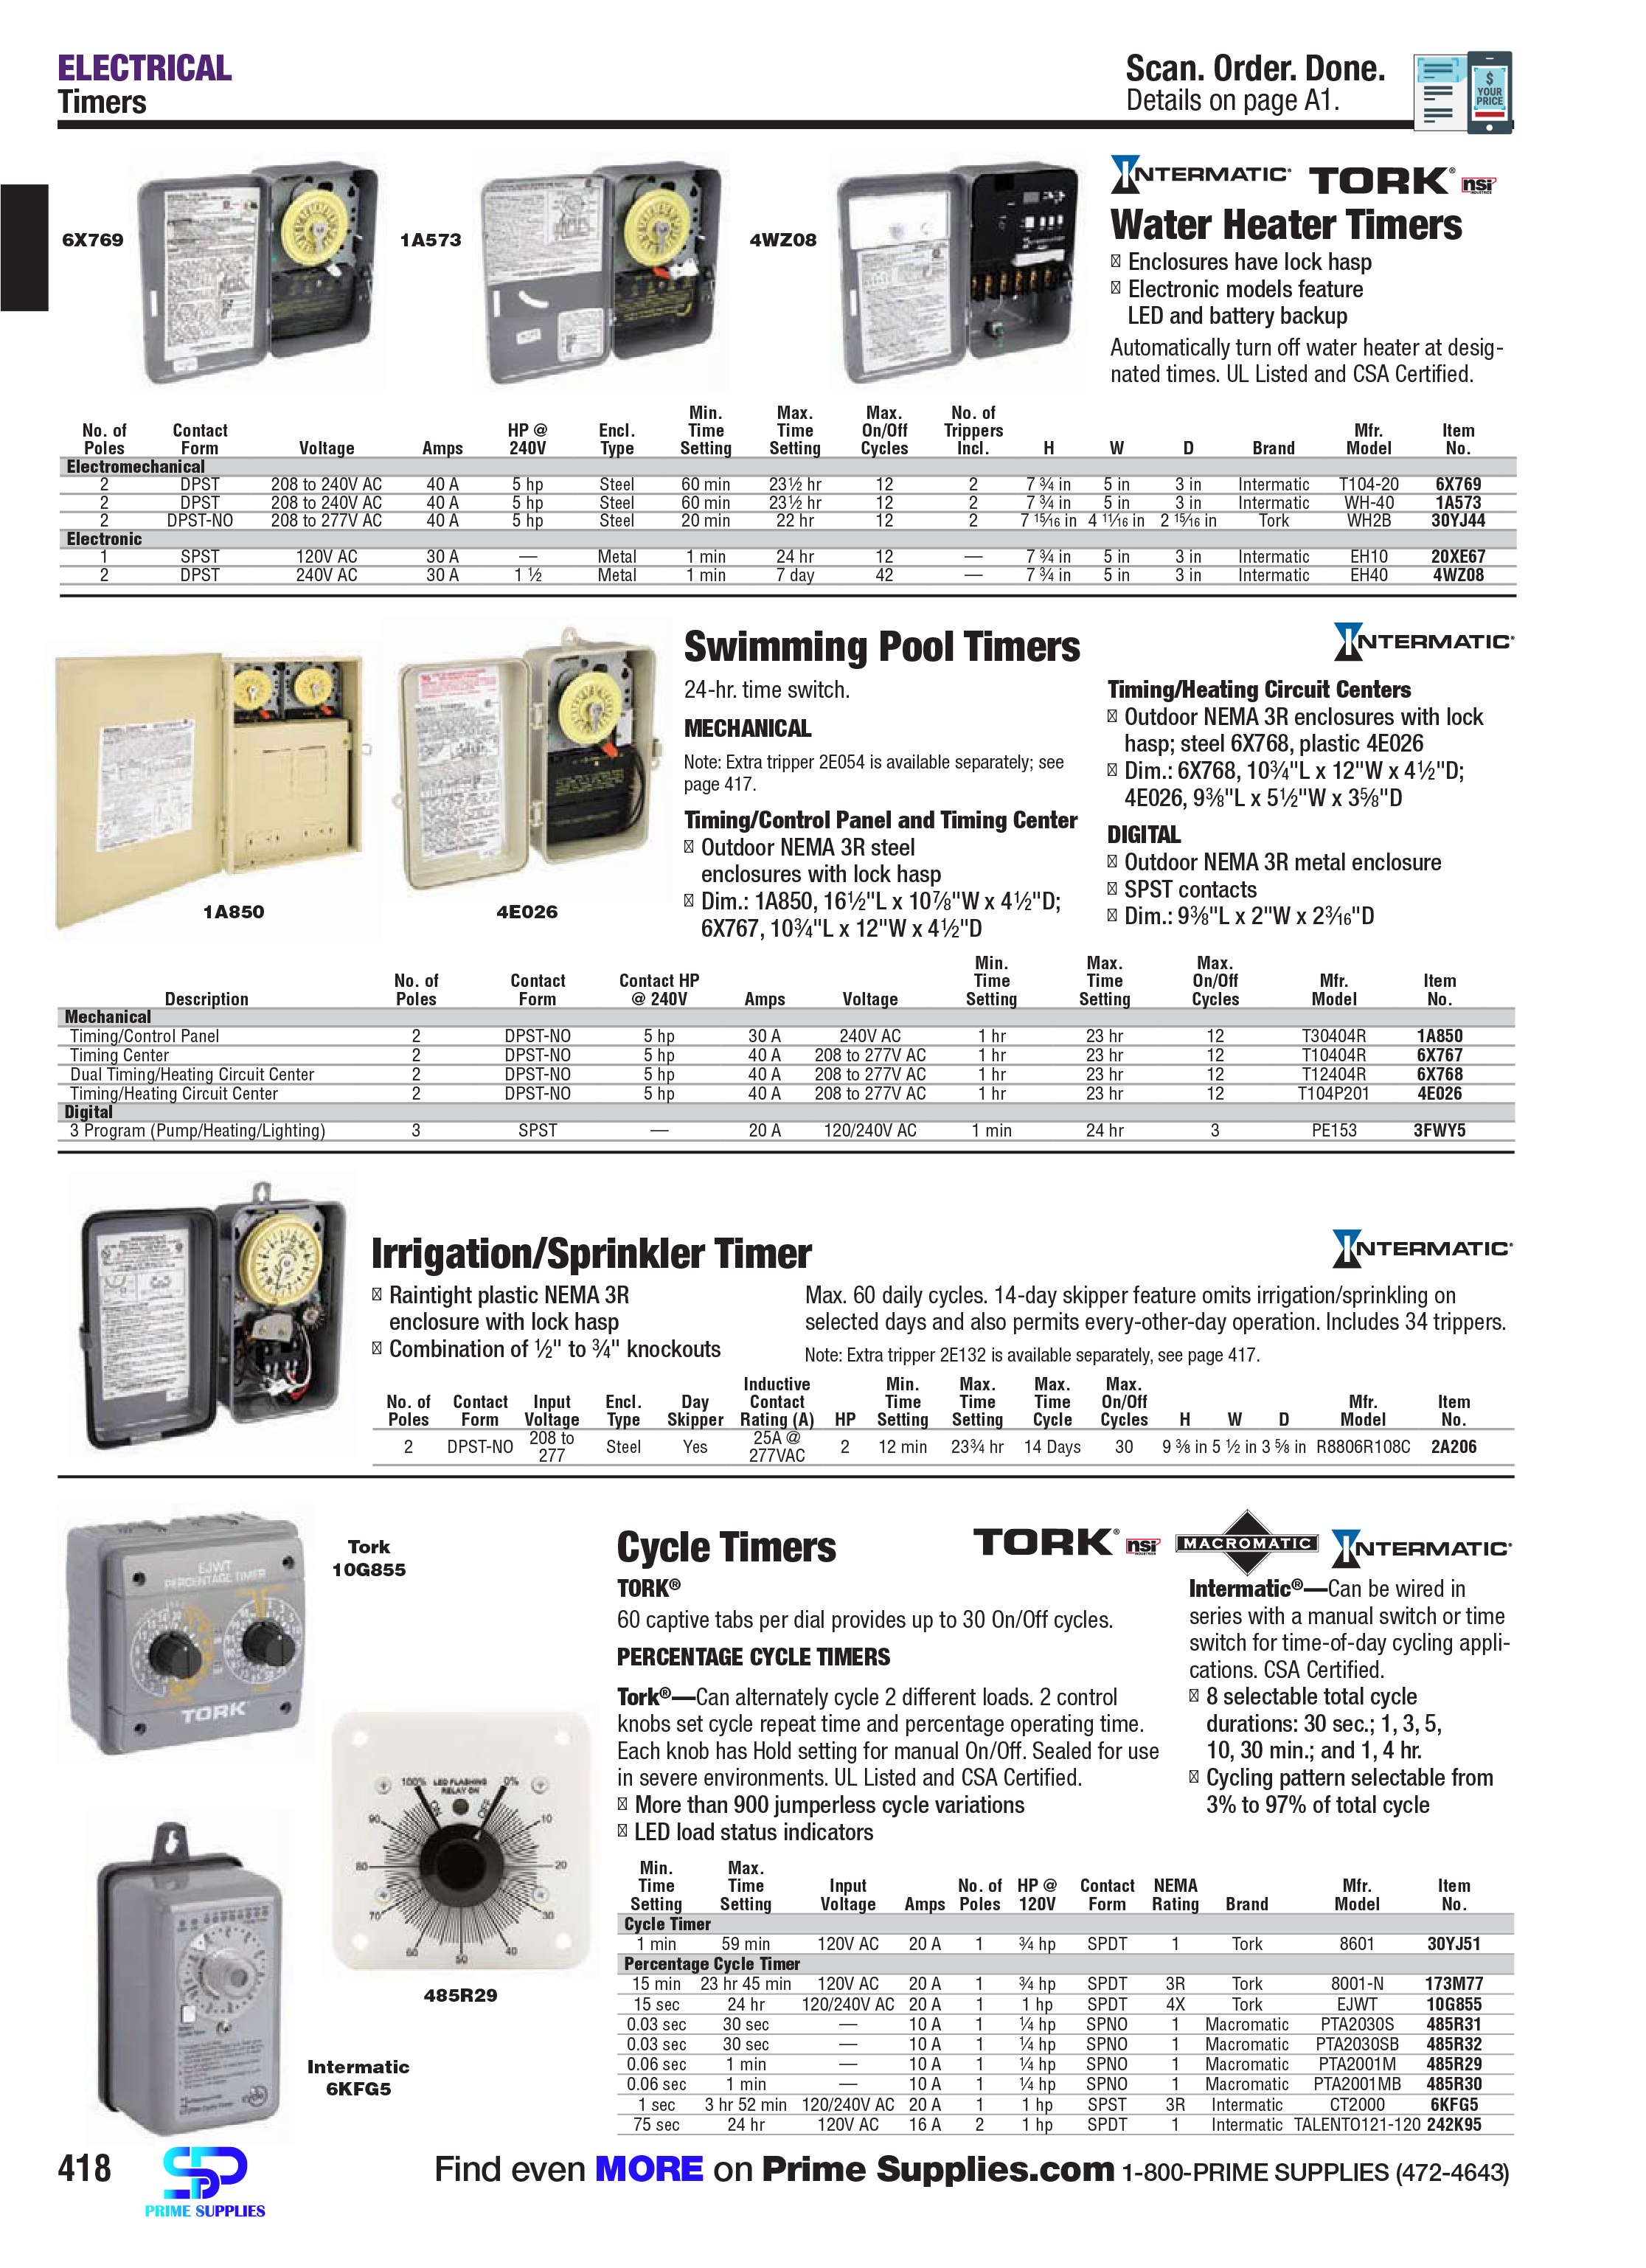 ELECTRICAL
Timers
Scan. Order. Done.
Details on page A1.
$
YOUR
PRICE
6X769
1A573
4WZ08
INTERMATIC® TORK® nsi
Water Heater Timers
Enclosures have lock hasp
Electronic models feature
LED and battery backup
Automatically turn off water heater at desig-
nated times. UL Listed and CSA Certified.
No. of Poles Contact Form Voltage Amps HP @ 240V Encl. Type Min. Time Setting Max. Time Setting Max. On/Off Cycles No. of Trippers Incl. H W D Brand Mfr. Model Item No.
Electromechanical
2 DPST 208 to 240V AC 40 A 5 hp Steel 60 min 23½ hr 12 2 7 ¾ in 5 in 3 in Intermatic T104-20 6X769
2 DPST 208 to 240V AC 40 A 5 hp Steel 60 min 23½ hr 12 2 7 ¾ in 5 in 3 in Intermatic WH-40 1A573
2 DPST-NO 208 to 277V AC 40 A 5 hp Steel 20 min 22 hr 12 2 7 15/16 in 4 11/16 in 2 15/16 in Tork WH2B 30YJ44
Electronic
1 SPST 120V AC 30 A — Metal 1 min 24 hr 12 — 7 ¾ in 5 in 3 in Intermatic EH10 20XE67
2 DPST 240V AC 30 A 1 ½ Metal 1 min 7 day 42 — 7 ¾ in 5 in 3 in Intermatic EH40 4WZ08
1A850
4E026
Swimming Pool Timers
24-hr. time switch.
MECHANICAL
Note: Extra tripper 2E054 is available separately; see
page 417.
Timing/Control Panel and Timing Center
Outdoor NEMA 3R steel
enclosures with lock hasp
Dim.: 1A850, 16½"L x 10⅞"W x 4½"D;
6X767, 10¾"L x 12"W x 4½"D
INTERMATIC®
Timing/Heating Circuit Centers
Outdoor NEMA 3R enclosures with lock
hasp; steel 6X768, plastic 4E026
Dim.: 6X768, 10¾"L x 12"W x 4½"D;
4E026, 9⅜"L x 5½"W x 3⅝"D
DIGITAL
Outdoor NEMA 3R metal enclosure
SPST contacts
Dim.: 9⅜"L x 2"W x 23/16"D
Description No. of Poles Contact Form Contact HP @ 240V Amps Voltage Min. Time Setting Max. Time Setting Max. On/Off Cycles Mfr. Model Item No.
Mechanical
Timing/Control Panel 2 DPST-NO 5 hp 30 A 240V AC 1 hr 23 hr 12 T30404R 1A850
Timing Center 2 DPST-NO 5 hp 40 A 208 to 277V AC 1 hr 23 hr 12 T10404R 6X767
Dual Timing/Heating Circuit Center 2 DPST-NO 5 hp 40 A 208 to 277V AC 1 hr 23 hr 12 T12404R 6X768
Timing/Heating Circuit Center 2 DPST-NO 5 hp 40 A 208 to 277V AC 1 hr 23 hr 12 T104P201 4E026
Digital
3 Program (Pump/Heating/Lighting) 3 SPST — 20 A 120/240V AC 1 min 24 hr 3 PE153 3FWY5
Irrigation/Sprinkler Timer
INTERMATIC®
Raintight plastic NEMA 3R
enclosure with lock hasp
Combination of ½" to ¾" knockouts
Max. 60 daily cycles. 14-day skipper feature omits irrigation/sprinkling on
selected days and also permits every-other-day operation. Includes 34 trippers.
Note: Extra tripper 2E132 is available separately, see page 417.
No. of Poles Contact Form Input Voltage Encl. Type Day Skipper Inductive Contact Rating (A) HP Min. Time Setting Max. Time Setting Max. Time Cycle Max. On/Off Cycles H W D Mfr. Model Item No.
2 DPST-NO 208 to 277 Steel Yes 25A @ 277VAC 2 12 min 23¾ hr 14 Days 30 9 ⅜ in 5 ½ in 3 ⅝ in R8806R108C 2A206
Tork
10G855
EJWT
PERCENTAGE TIMER
TORK
100% LED FLASHING 0%
RELAY ON
ON OFF
90 10
80 20
70 30
60 50 40
485R29
Intermatic
6KFG5
Cycle Timers
TORK® nsi MACROMATIC INTERMATIC®
TORK®
60 captive tabs per dial provides up to 30 On/Off cycles.
PERCENTAGE CYCLE TIMERS
Tork®—Can alternately cycle 2 different loads. 2 control
knobs set cycle repeat time and percentage operating time.
Each knob has Hold setting for manual On/Off. Sealed for use
in severe environments. UL Listed and CSA Certified.
More than 900 jumperless cycle variations
LED load status indicators
Intermatic®—Can be wired in
series with a manual switch or time
switch for time-of-day cycling appli-
cations. CSA Certified.
8 selectable total cycle
durations: 30 sec.; 1, 3, 5,
10, 30 min.; and 1, 4 hr.
Cycling pattern selectable from
3% to 97% of total cycle
Min. Time Setting Max. Time Setting Input Voltage Amps No. of Poles HP @ 120V Contact Form NEMA Rating Brand Mfr. Model Item No.
Cycle Timer
1 min 59 min 120V AC 20 A 1 ¾ hp SPDT 1 Tork 8601 30YJ51
Percentage Cycle Timer
15 min 23 hr 45 min 120V AC 20 A 1 ¾ hp SPDT 3R Tork 8001-N 173M77
15 sec 24 hr 120/240V AC 20 A 1 1 hp SPDT 4X Tork EJWT 10G855
0.03 sec 30 sec — 10 A 1 ¼ hp SPNO 1 Macromatic PTA2030S 485R31
0.03 sec 30 sec — 10 A 1 ¼ hp SPNO 1 Macromatic PTA2030SB 485R32
0.06 sec 1 min — 10 A 1 ¼ hp SPNO 1 Macromatic PTA2001M 485R29
0.06 sec 1 min — 10 A 1 ¼ hp SPNO 1 Macromatic PTA2001MB 485R30
1 sec 3 hr 52 min 120/240V AC 20 A 1 1 hp SPST 3R Intermatic CT2000 6KFG5
75 sec 24 hr 120V AC 16 A 2 1 hp SPDT 1 Intermatic TALENTO121-120 242K95
418
PRIME SUPPLIES
Find even MORE on Prime Supplies.com 1-800-PRIME SUPPLIES (472-4643)